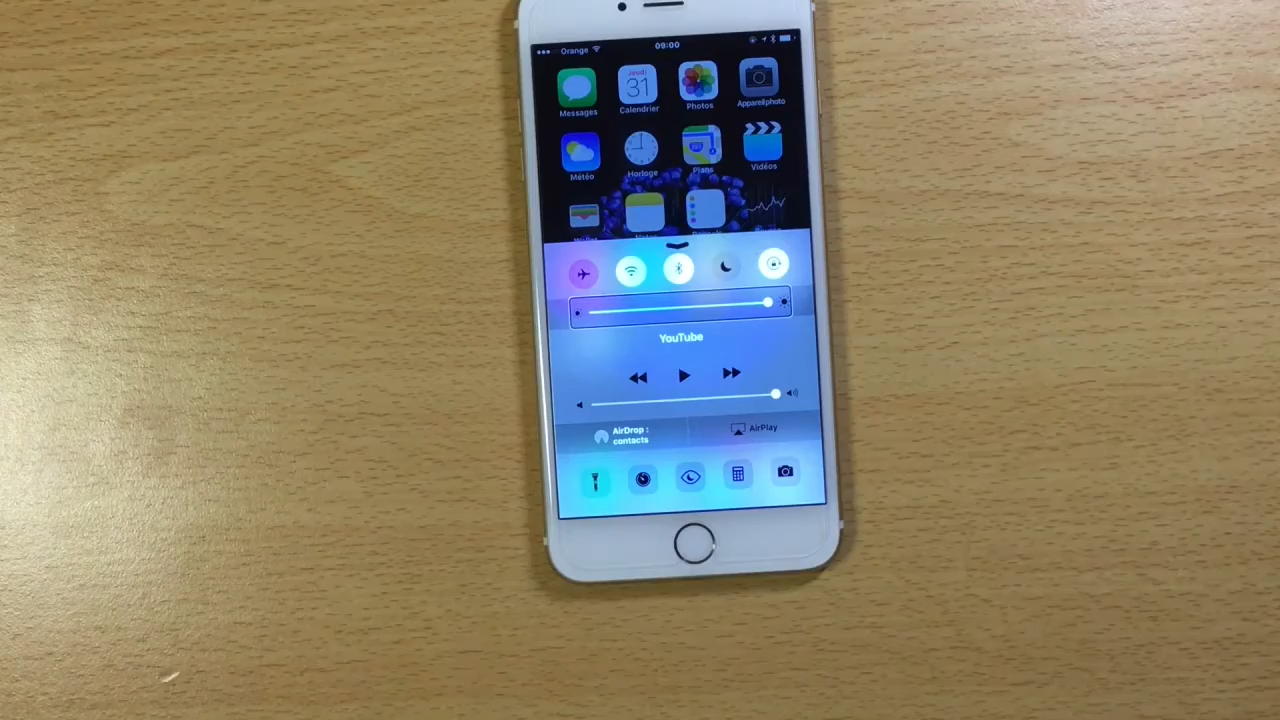 Orange
09:00
Jeudi
31
Messages
Calendrier
Photos
Appareil photo
Météo
Horloge
Plans
Vidéos
YouTube
AirDrop :
contacts
AirPlay